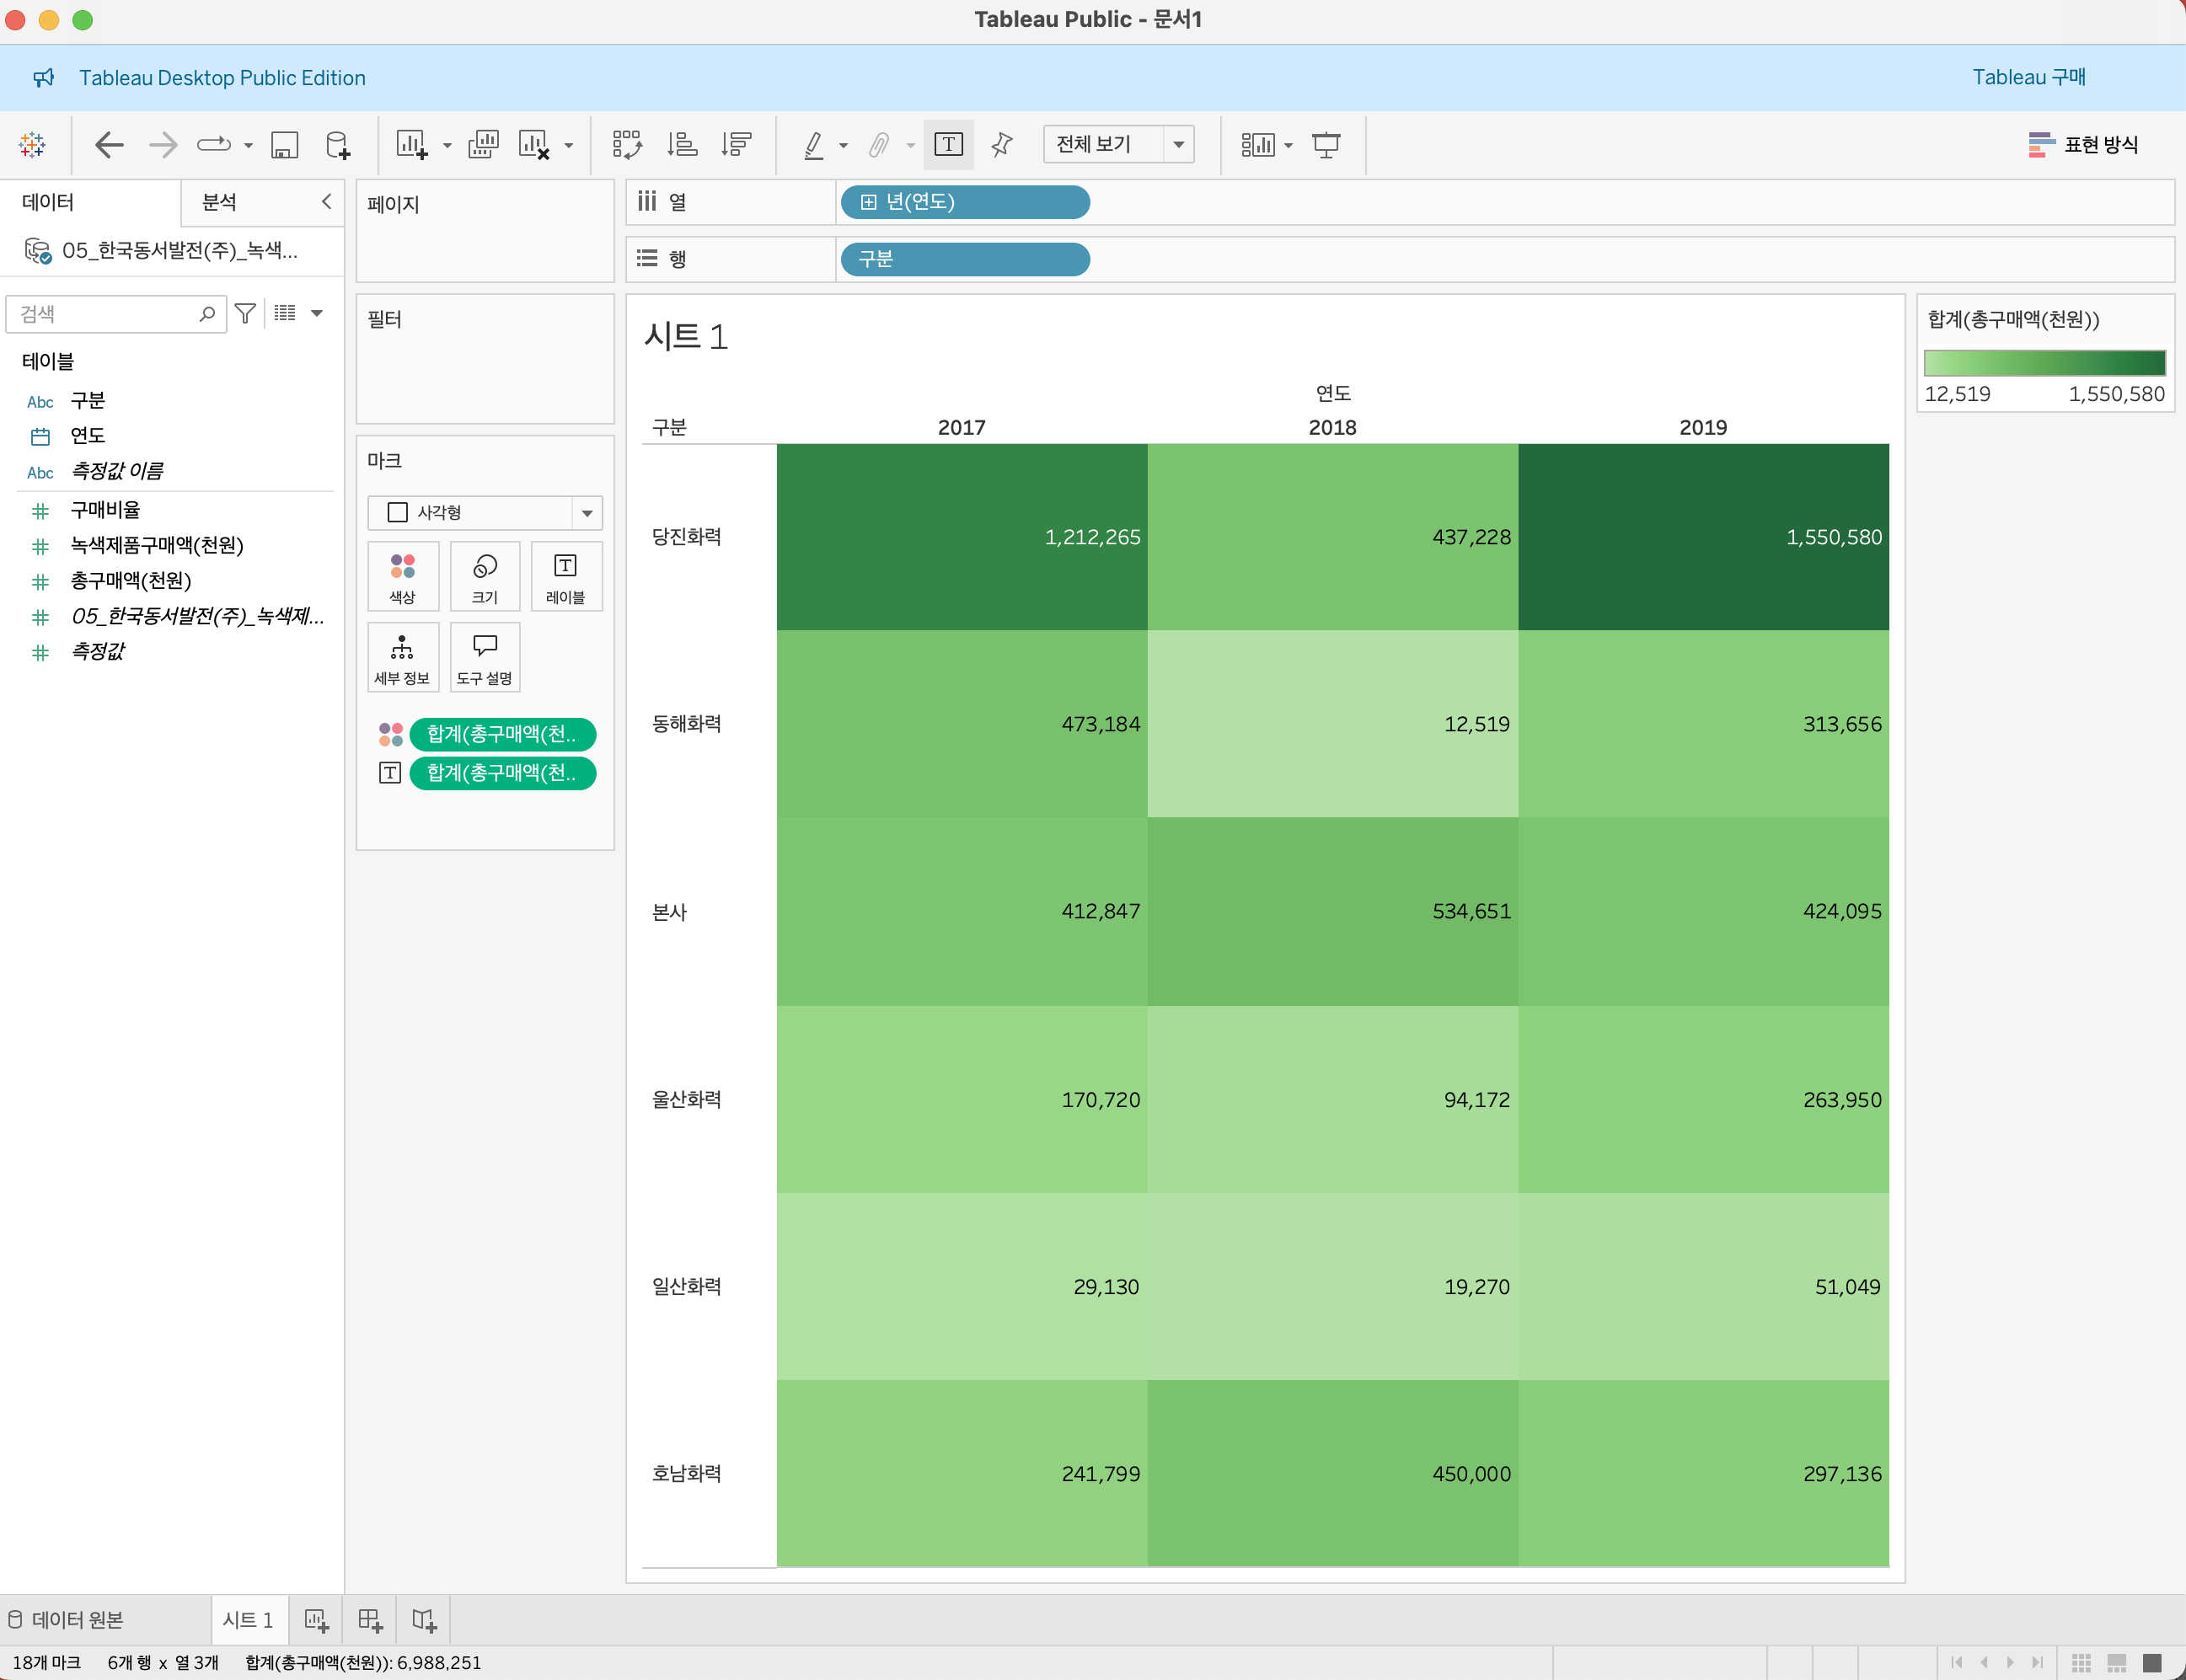 Tableau Public - 문서1
Tableau Desktop Public Edition
Tableau 구매
전체 보기
표현 방식
데이터
분석
05_한국동서발전(주)_녹색...
검색
테이블
Abc 구분
연도
Abc 측정값 이름
구매비율
녹색제품구매액(천원)
총구매액(천원)
05_한국동서발전(주)_녹색제...
측정값
페이지
필터
마크
사각형
색상 크기 레이블
세부 정보 도구 설명
합계(총구매액(천..
합계(총구매액(천..
열 년(연도)
행 구분
시트 1
연도
구분 2017 2018 2019
당진화력 1,212,265 437,228 1,550,580
동해화력 473,184 12,519 313,656
본사 412,847 534,651 424,095
울산화력 170,720 94,172 263,950
일산화력 29,130 19,270 51,049
호남화력 241,799 450,000 297,136
합계(총구매액(천원))
12,519 1,550,580
데이터 원본 시트 1
18개 마크 6개 행 x 열 3개 합계(총구매액(천원)): 6,988,251